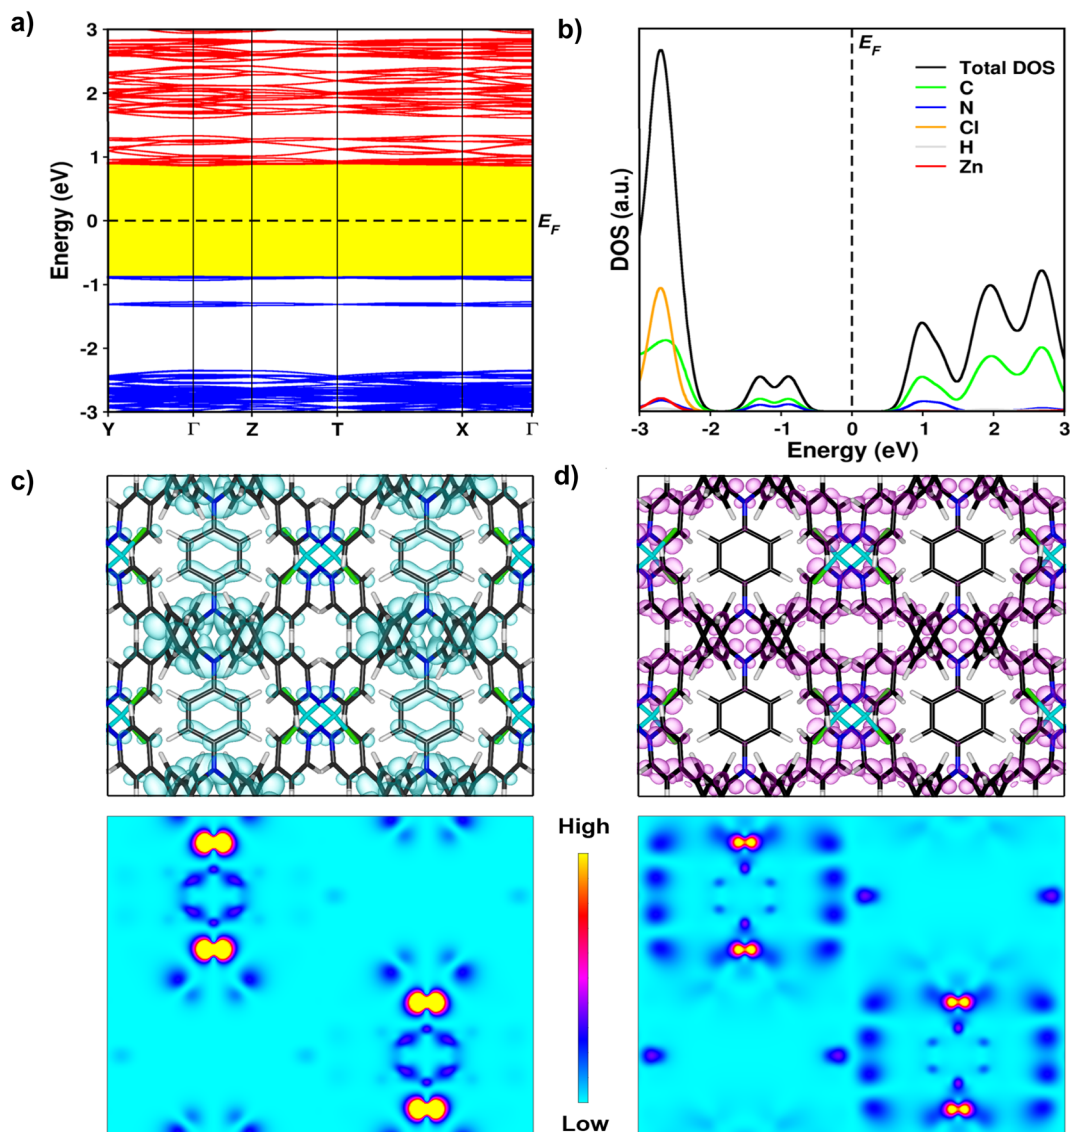 a)
3
2
1
0
-1
-2
-3
Energy (eV)
E_F
Y Γ Z T X Γ
b)
E_F
Total DOS
C
N
Cl
H
Zn
DOS (a.u.)
-3 -2 -1 0 1 2 3
Energy (eV)
c)
d)
High
Low